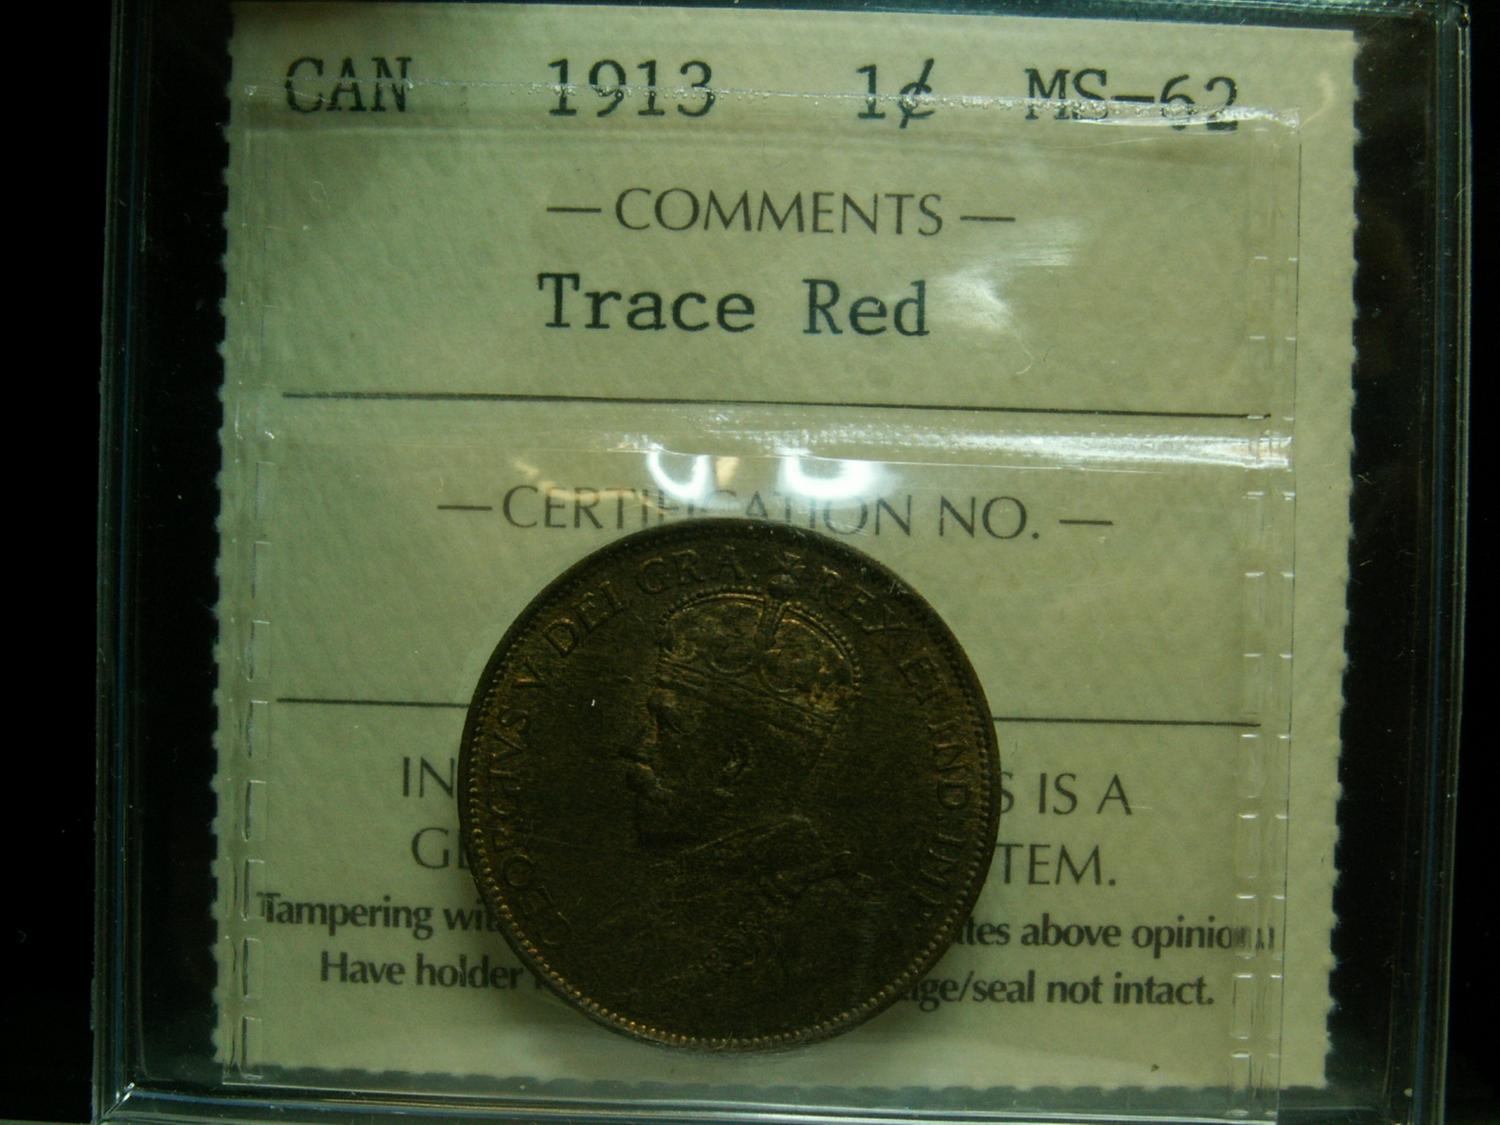 CAN 1913 1¢ MS-62
— COMMENTS —
Trace Red
— CERTIFICATION NO. —
GEORGIVS V DEI GRA: REX ET IND: IMP:
IN S IS A
G TEM.
Tampering wi tes above opinion
Have holder ge/seal not intact.